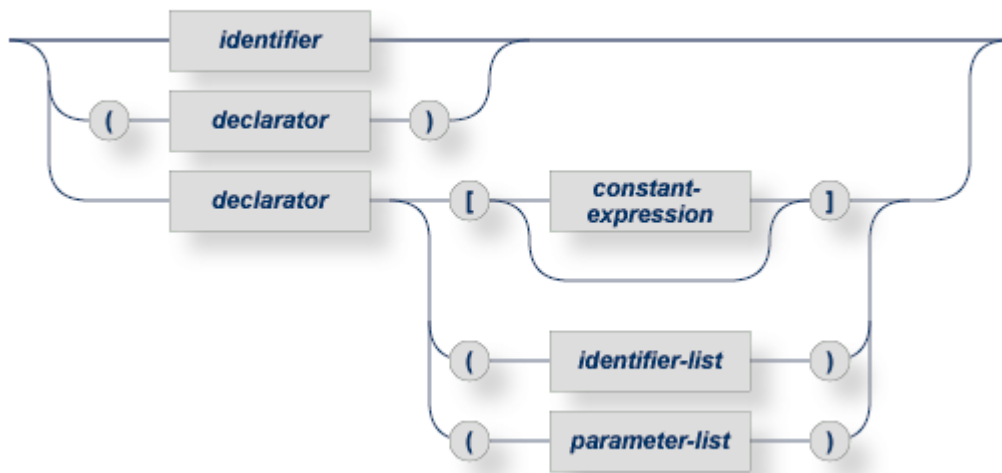 identifier
( declarator )
declarator [ constant-
expression ]
( identifier-list )
( parameter-list )